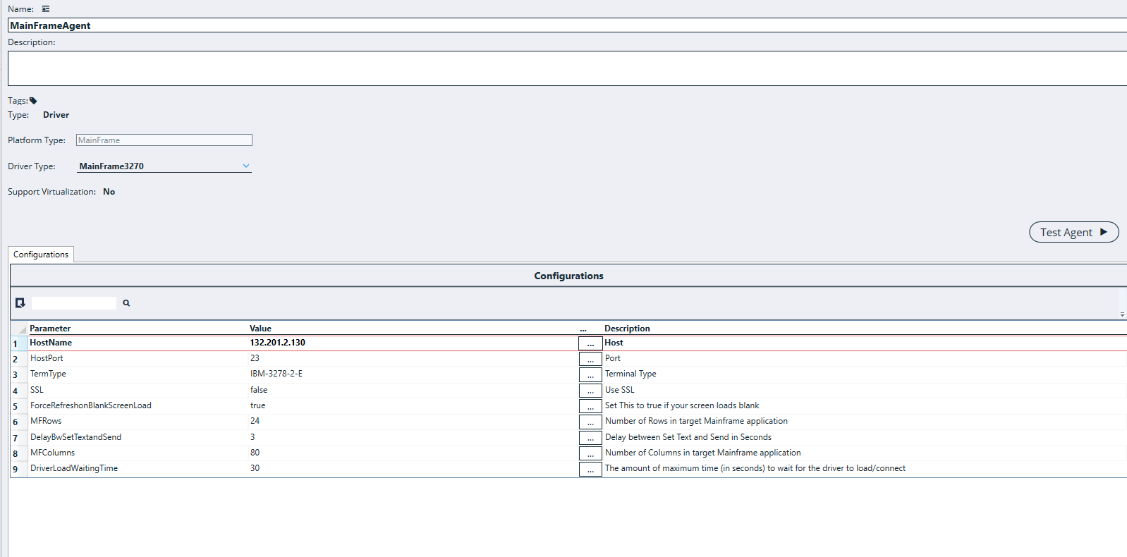 Name:
MainFrameAgent
Description:
Tags:
Type: Driver
Platform Type: MainFrame
Driver Type: MainFrame3270
Support Virtualization: No
Test Agent
Configurations
Configurations
Parameter Value ... Description
1 HostName 132.201.2.130 ... Host
2 HostPort 23 ... Port
3 TermType IBM-3278-2-E ... Terminal Type
4 SSL false ... Use SSL
5 ForceRefreshonBlankScreenLoad true ... Set This to true if your screen loads blank
6 MFRows 24 ... Number of Rows in target Mainframe application
7 DelayBwSetTextandSend 3 ... Delay between Set Text and Send in Seconds
8 MFColumns 80 ... Number of Columns in target Mainframe application
9 DriverLoadWaitingTime 30 ... The amount of maximum time (in seconds) to wait for the driver to load/connect